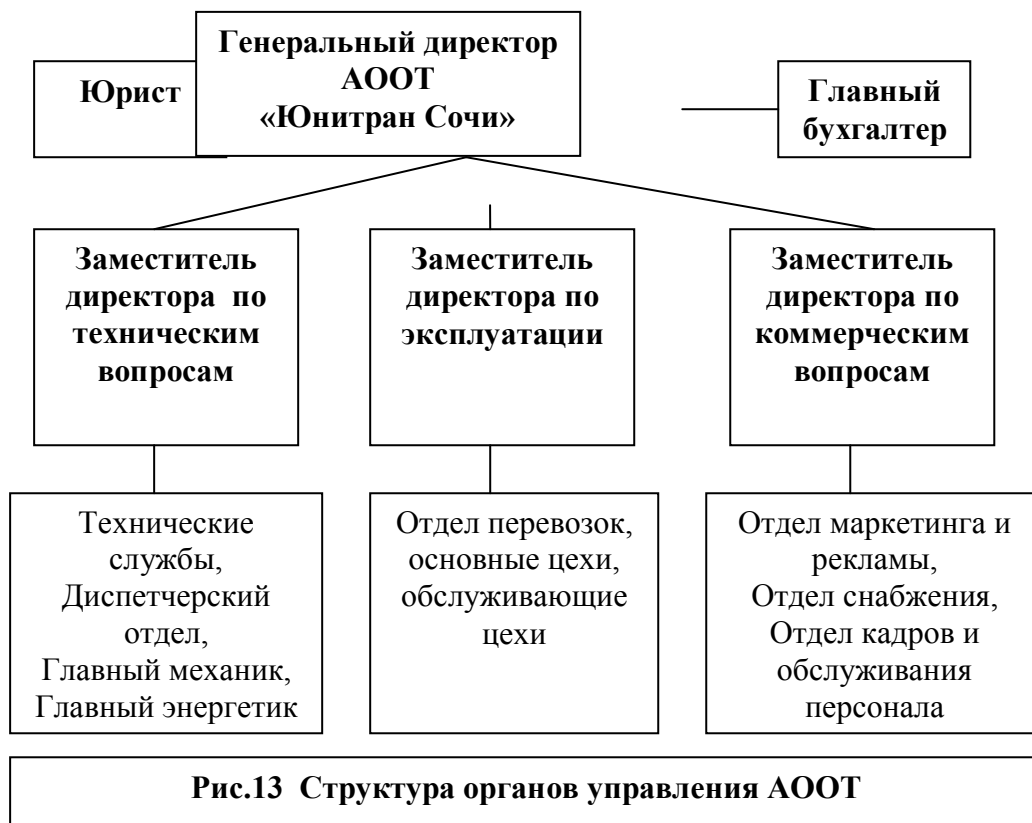 Генеральный директор
АООТ
«Юнитран Сочи»
Юрист
Главный
бухгалтер
Заместитель
директора по
техническим
вопросам
Заместитель
директора по
эксплуатации
Заместитель
директора по
коммерческим
вопросам
Технические
службы,
Диспетчерский
отдел,
Главный механик,
Главный энергетик
Отдел перевозок,
основные цехи,
обслуживающие
цехи
Отдел маркетинга и
рекламы,
Отдел снабжения,
Отдел кадров и
обслуживания
персонала
Рис.13 Структура органов управления АООТ